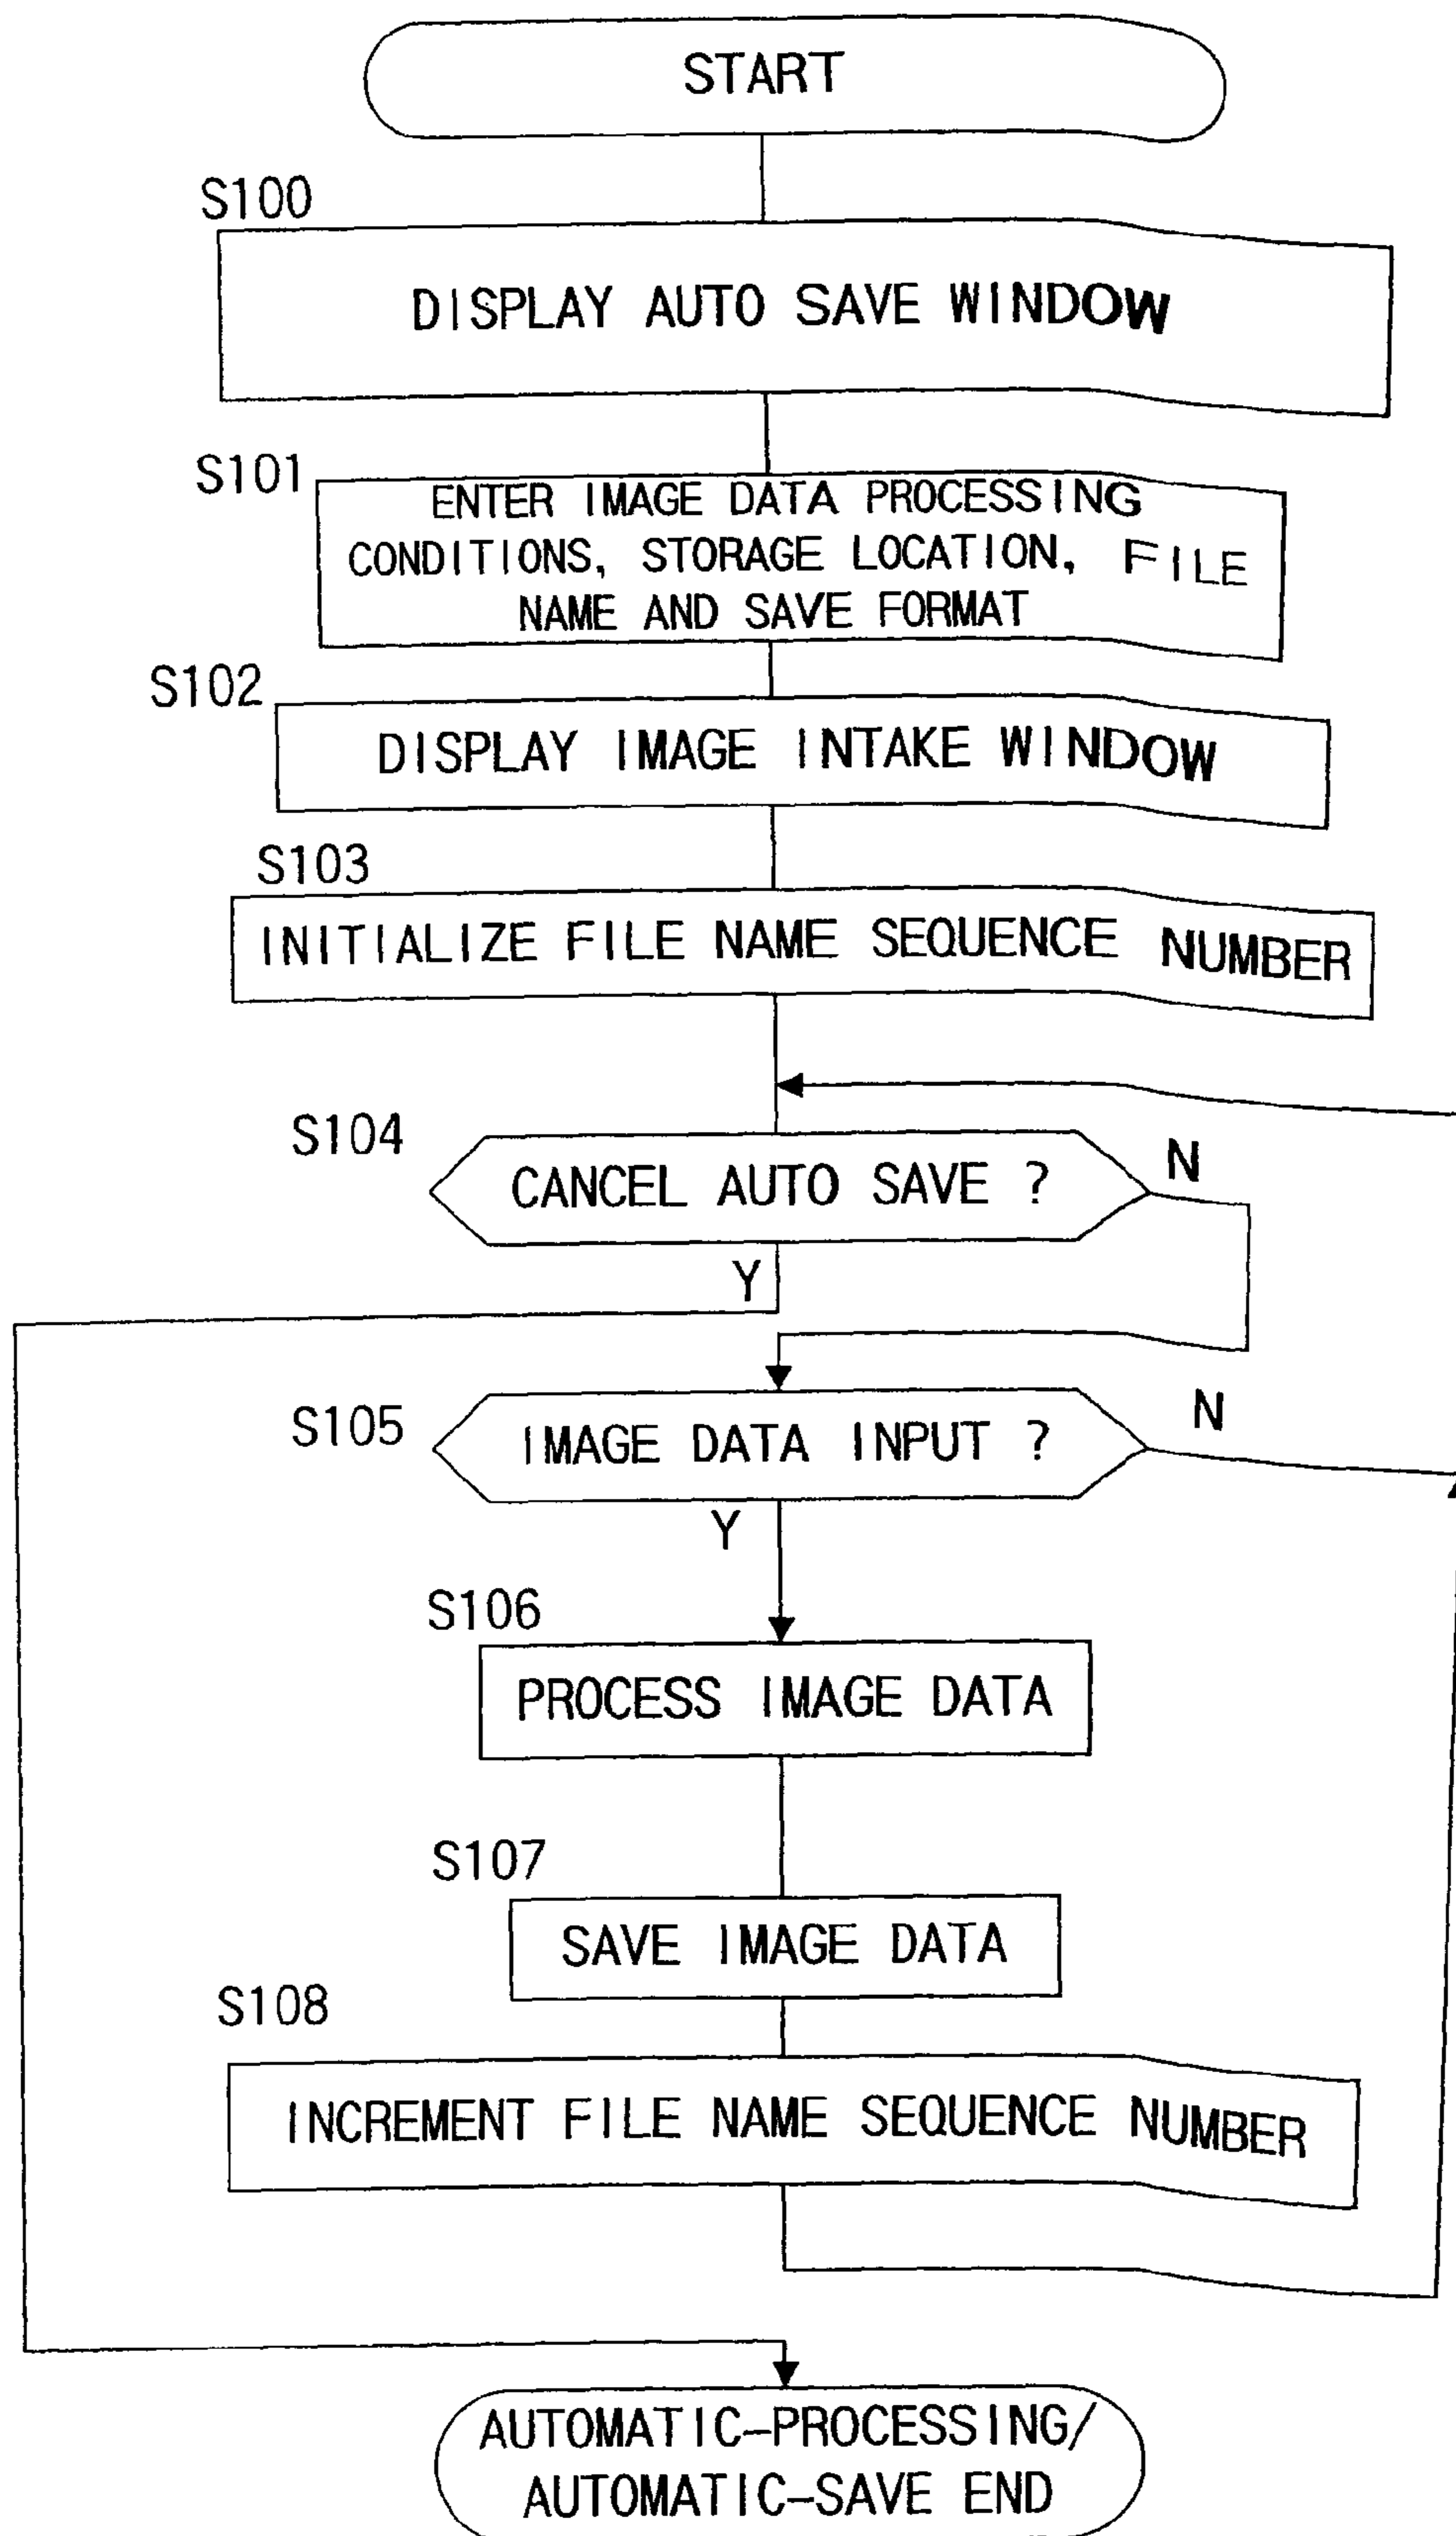 START
S100
DISPLAY AUTO SAVE WINDOW
S101
ENTER IMAGE DATA PROCESSING
CONDITIONS, STORAGE LOCATION, FILE
NAME AND SAVE FORMAT
S102
DISPLAY IMAGE INTAKE WINDOW
S103
INITIALIZE FILE NAME SEQUENCE NUMBER
S104
CANCEL AUTO SAVE ?
N
Y
S105
IMAGE DATA INPUT ?
N
Y
S106
PROCESS IMAGE DATA
S107
SAVE IMAGE DATA
S108
INCREMENT FILE NAME SEQUENCE NUMBER
AUTOMATIC-PROCESSING/
AUTOMATIC-SAVE END